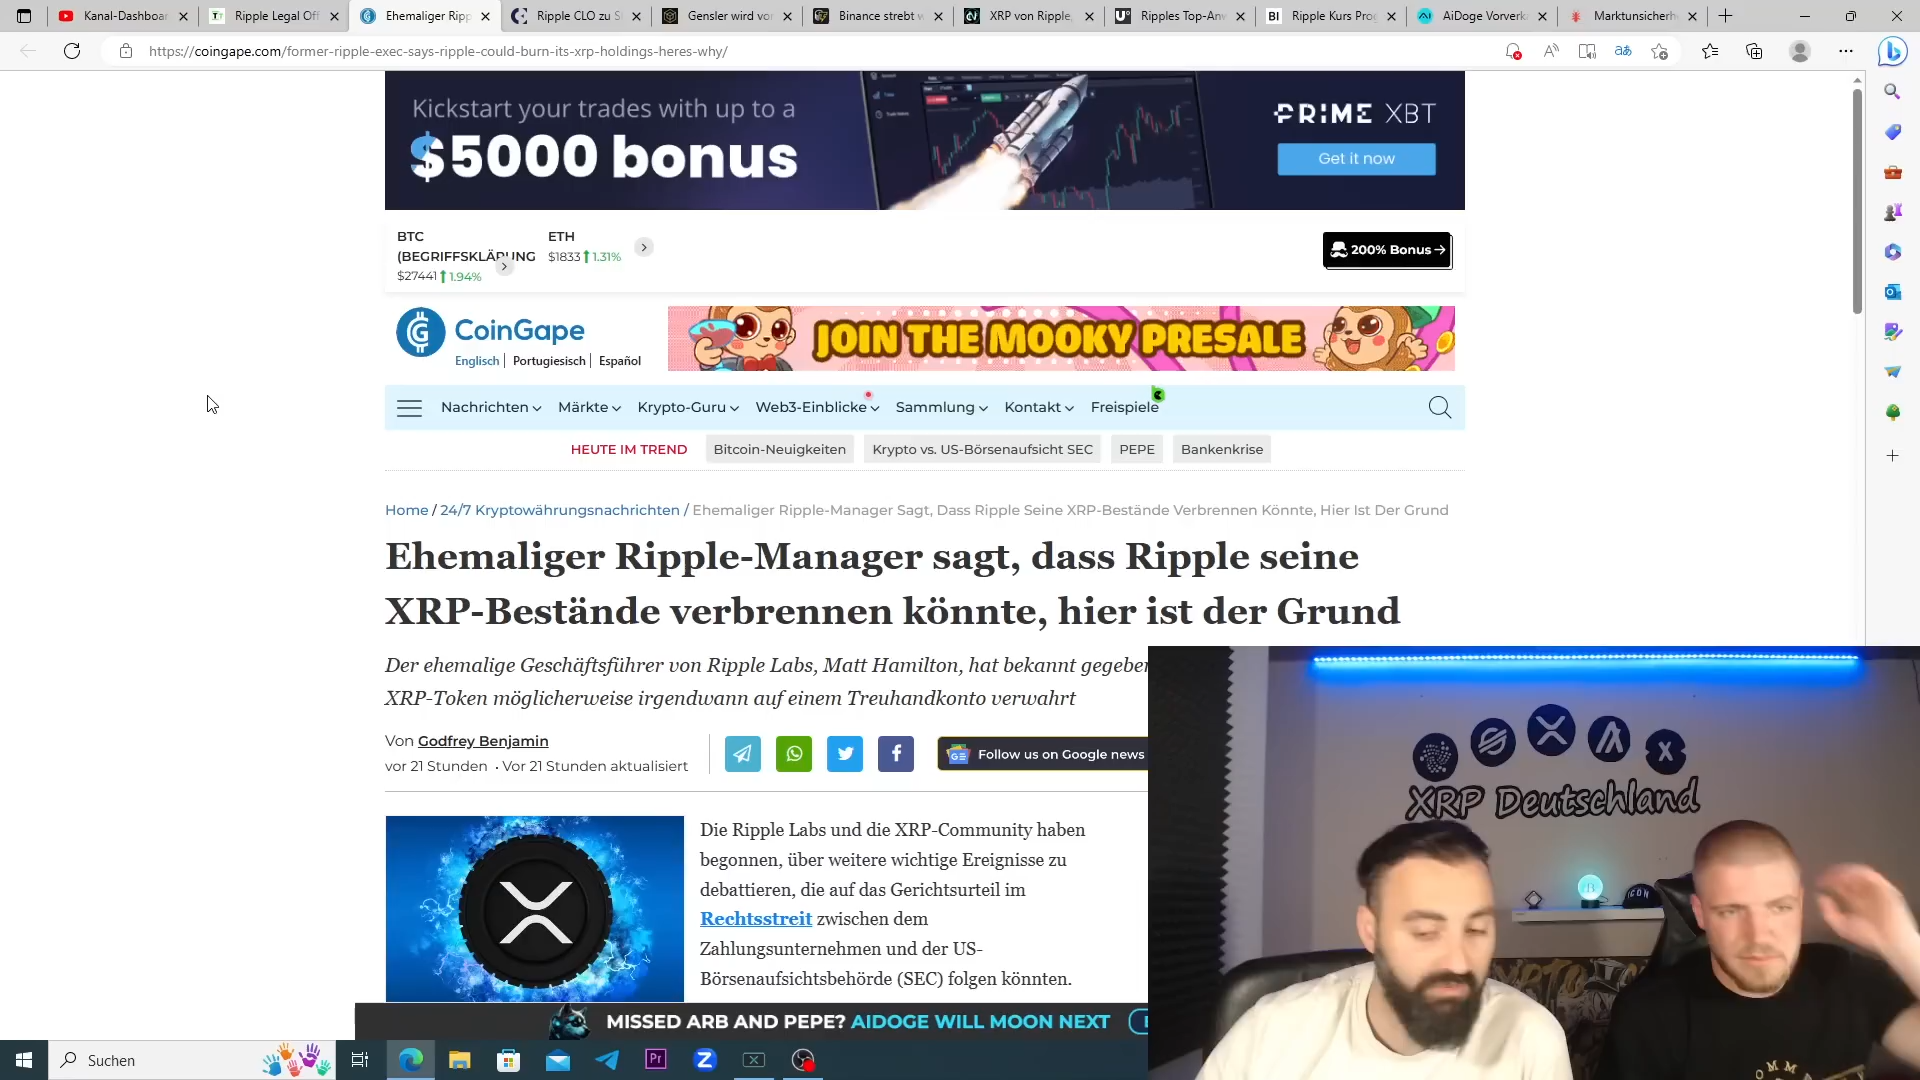 Kanal-Dashboar
Ripple Legal Off
Ehemaliger Ripp
Ripple CLO zu S
Gensler wird vor
Binance strebt w
XRP von Ripple,
Ripples Top-Anw
Ripple Kurs Prog
AiDoge Vorverk
Marktunsicherh
https://coingape.com/former-ripple-exec-says-ripple-could-burn-its-xrp-holdings-heres-why/
Kickstart your trades with up to a
$5000 bonus
PRIME XBT
Get it now
BTC
(BEGRIFFSKLÄRUNG
$27441 1.94%
ETH
$1833 1.31%
200% Bonus
CoinGape
Englisch | Portugiesisch | Español
JOIN THE MOOKY PRESALE
Nachrichten Märkte Krypto-Guru Web3-Einblicke Sammlung Kontakt Freispiele
HEUTE IM TREND Bitcoin-Neuigkeiten Krypto vs. US-Börsenaufsicht SEC PEPE Bankenkrise
Home / 24/7 Kryptowährungsnachrichten / Ehemaliger Ripple-Manager Sagt, Dass Ripple Seine XRP-Bestände Verbrennen Könnte, Hier Ist Der Grund
Ehemaliger Ripple-Manager sagt, dass Ripple seine
XRP-Bestände verbrennen könnte, hier ist der Grund
Der ehemalige Geschäftsführer von Ripple Labs, Matt Hamilton, hat bekannt gegeben
XRP-Token möglicherweise irgendwann auf einem Treuhandkonto verwahrt
Von Godfrey Benjamin
vor 21 Stunden • Vor 21 Stunden aktualisiert
Follow us on Google news
Die Ripple Labs und die XRP-Community haben
begonnen, über weitere wichtige Ereignisse zu
debattieren, die auf das Gerichtsurteil im
Rechtsstreit zwischen dem
Zahlungsunternehmen und der US-
Börsenaufsichtsbehörde (SEC) folgen könnten.
MISSED ARB AND PEPE? AIDOGE WILL MOON NEXT
XRP Deutschland
Suchen